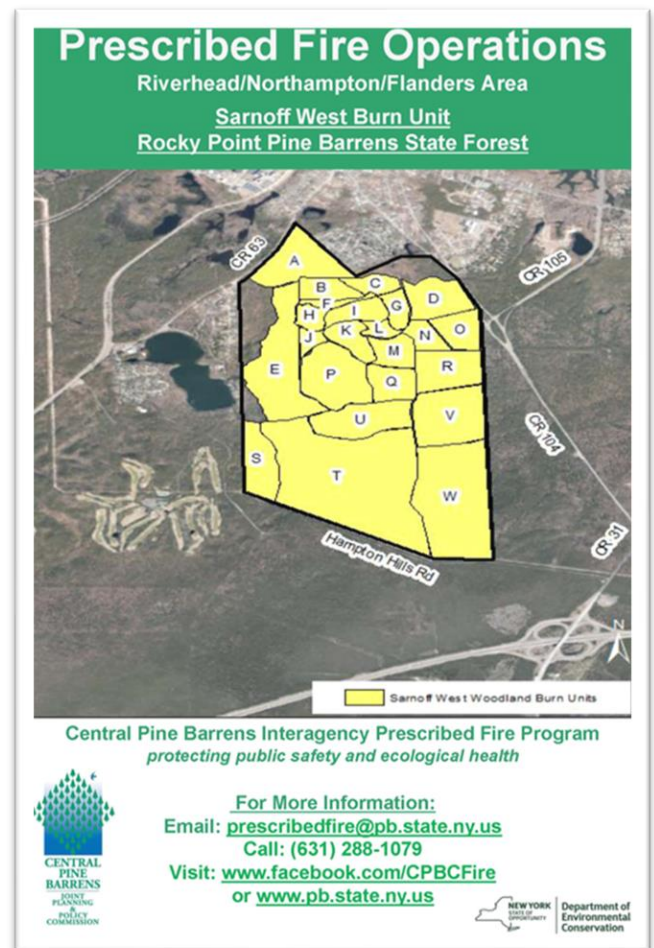 Prescribed Fire Operations
Riverhead/Northampton/Flanders Area
Sarnoff West Burn Unit
Rocky Point Pine Barrens State Forest
CR 63
CR 105
A
B
C
D
F
G
H
I
J
K
L
M
N
O
E
P
Q
R
U
V
S
T
W
CR 104
CR 31
Hampton Hills Rd
N
Sarnoff West Woodland Burn Units
Central Pine Barrens Interagency Prescribed Fire Program
protecting public safety and ecological health
For More Information:
Email: prescribedfire@pb.state.ny.us
Call: (631) 288-1079
Visit: www.facebook.com/CPBCFire
or www.pb.state.ny.us
CENTRAL
PINE
BARRENS
JOINT
PLANNING
&
POLICY
COMMISSION
NEW YORK
STATE OF
OPPORTUNITY
Department of
Environmental
Conservation